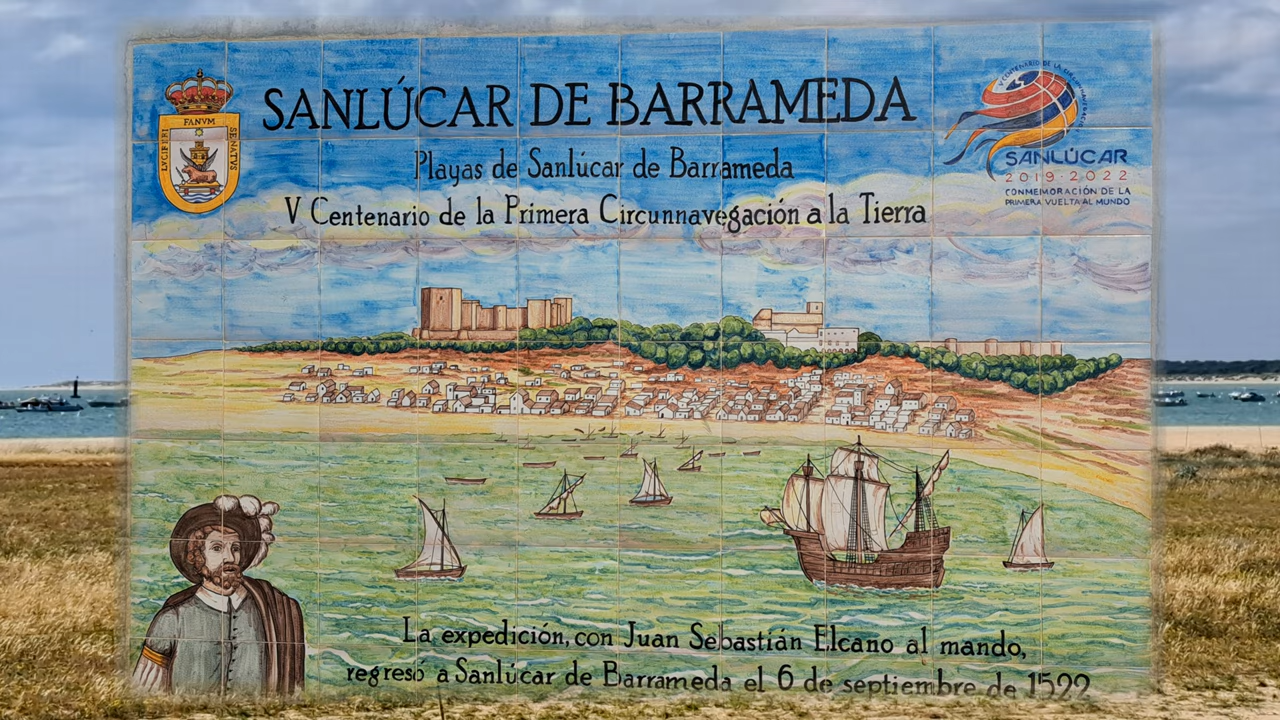 SANLÚCAR DE BARRAMEDA
LUCIFERI
FANVM
SENATVS
Playas de Sanlúcar de Barrameda
V Centenario de la Primera Circunnavegación a la Tierra
SANLÚCAR
2019·2022
CONMEMORACIÓN DE LA
PRIMERA VUELTA AL MUNDO
La expedición, con Juan Sebastián Elcano al mando,
regresó a Sanlúcar de Barrameda el 6 de septiembre de 1522